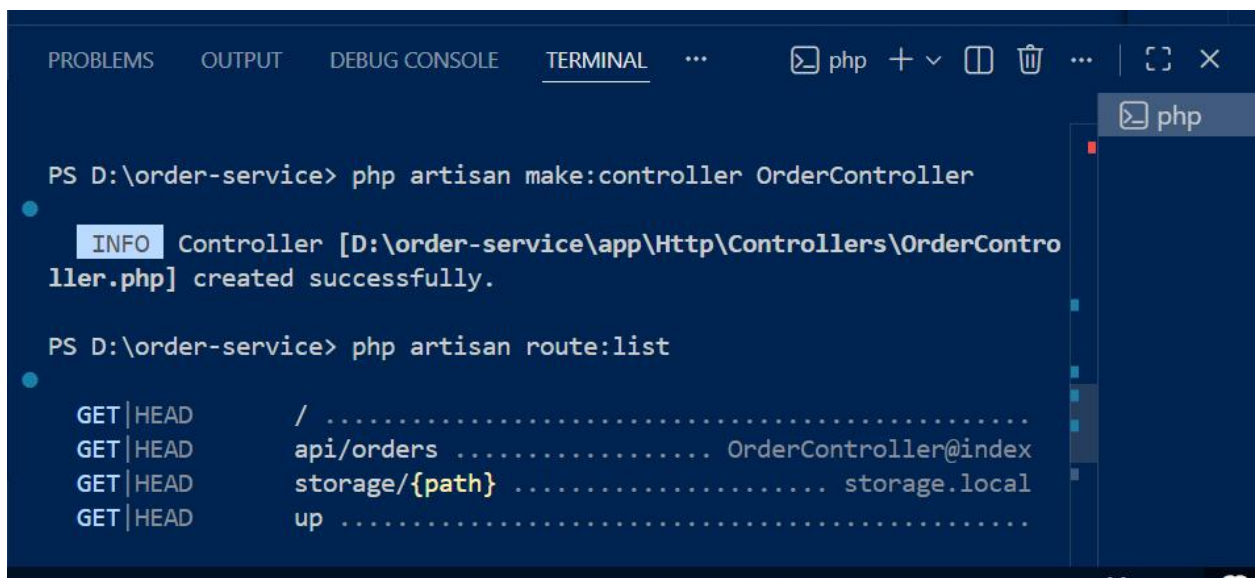 PROBLEMS OUTPUT DEBUG CONSOLE TERMINAL ... php
php
PS D:\order-service> php artisan make:controller OrderController
INFO Controller [D:\order-service\app\Http\Controllers\OrderContro
ller.php] created successfully.
PS D:\order-service> php artisan route:list
GET|HEAD / .................................................
GET|HEAD api/orders .................. OrderController@index
GET|HEAD storage/{path} ...................... storage.local
GET|HEAD up ................................................